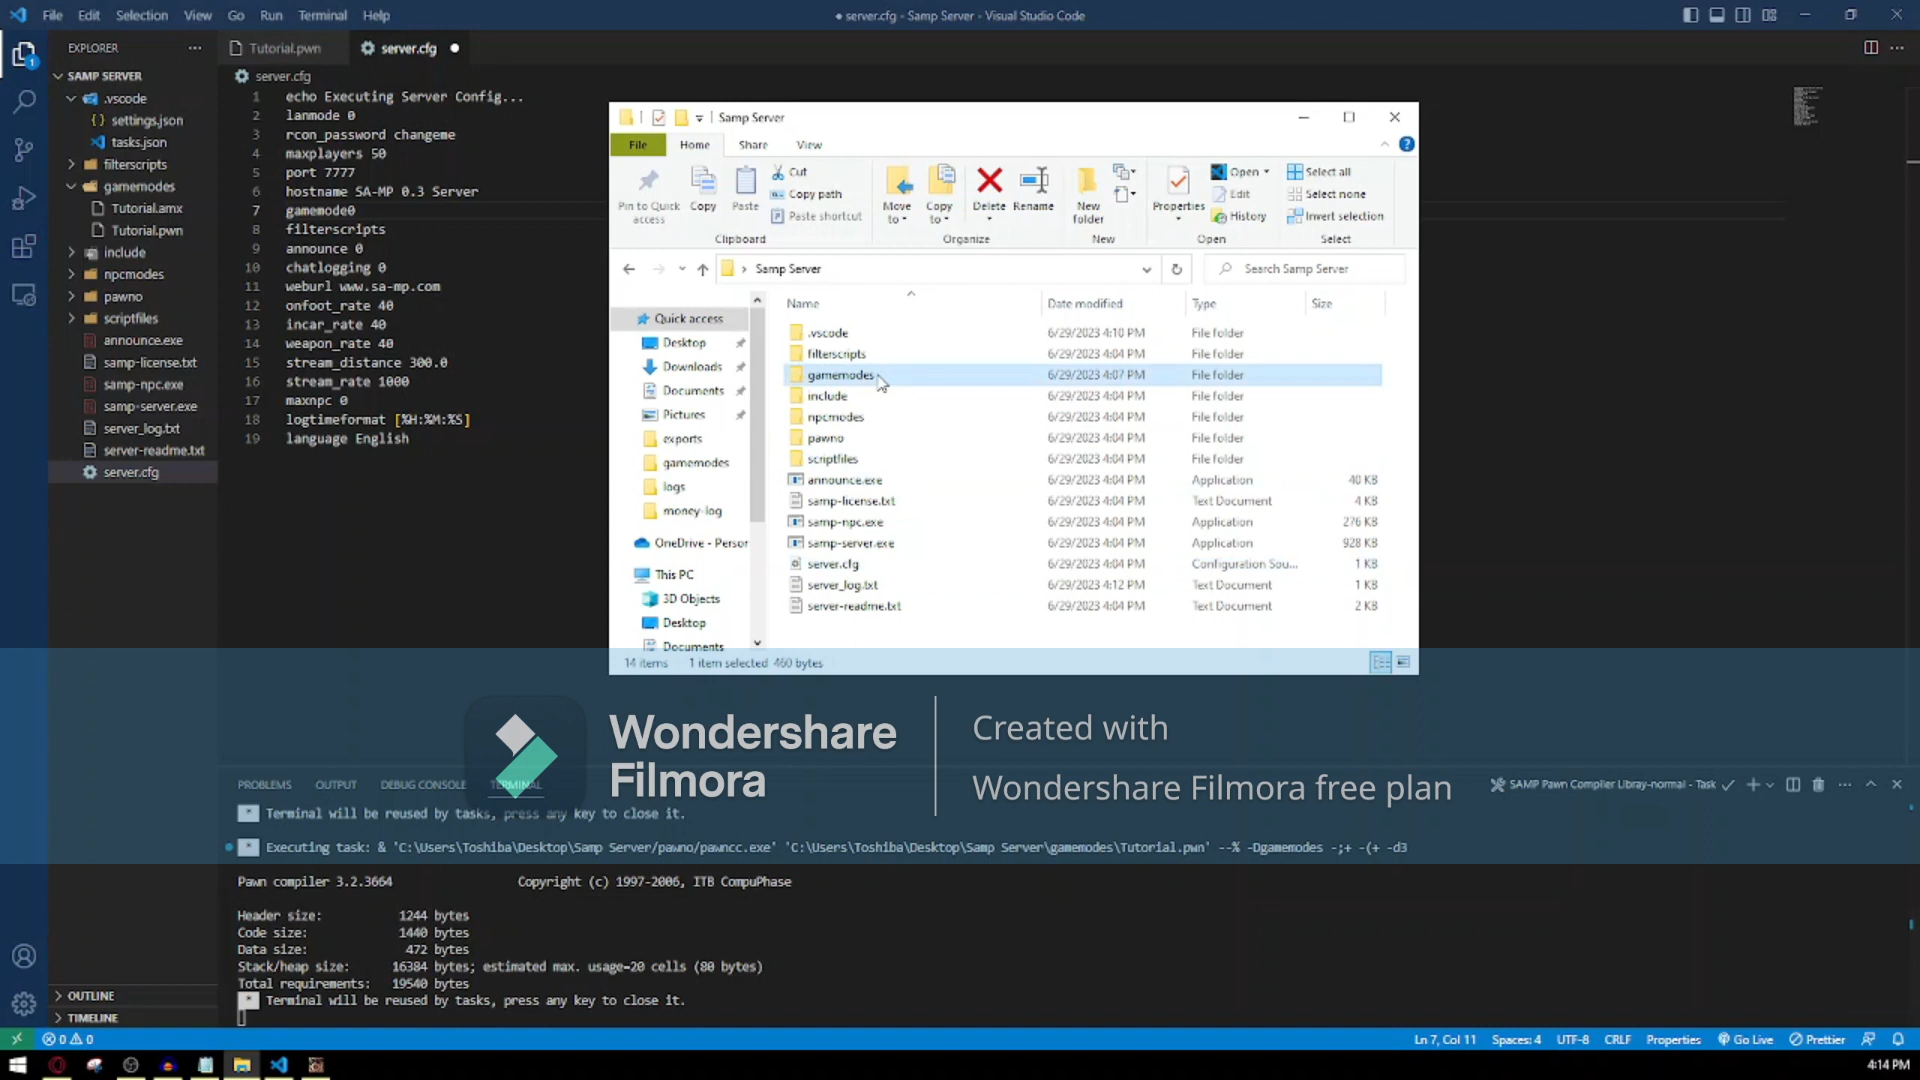 File Edit Selection View Go Run Terminal Help
● server.cfg - Samp Server - Visual Studio Code
EXPLORER
1
SAMP SERVER
.vscode
settings.json
tasks.json
filterscripts
gamemodes
Tutorial.amx
Tutorial.pwn
include
npcmodes
pawno
scriptfiles
announce.exe
samp-license.txt
samp-npc.exe
samp-server.exe
server_log.txt
server-readme.txt
server.cfg
OUTLINE
TIMELINE
Tutorial.pwn
server.cfg
server.cfg
1 echo Executing Server Config...
2 lanmode 0
3 rcon_password changeme
4 maxplayers 50
5 port 7777
6 hostname SA-MP 0.3 Server
7 gamemode0
8 filterscripts
9 announce 0
10 chatlogging 0
11 weburl www.sa-mp.com
12 onfoot_rate 40
13 incar_rate 40
14 weapon_rate 40
15 stream_distance 300.0
16 stream_rate 1000
17 maxnpc 0
18 logtimeformat [%H:%M:%S]
19 language English
Samp Server
File Home Share View
Pin to Quick access
Copy
Paste
Cut
Copy path
Paste shortcut
Clipboard
Move to
Copy to
Delete
Rename
Organize
New folder
New
Properties
Open
Edit
History
Open
Select all
Select none
Invert selection
Select
Samp Server
Search Samp Server
Quick access
Desktop
Downloads
Documents
Pictures
exports
gamemodes
logs
money-log
OneDrive - Person
This PC
3D Objects
Desktop
Documents
Name Date modified Type Size
.vscode 6/29/2023 4:10 PM File folder
filterscripts 6/29/2023 4:04 PM File folder
gamemodes 6/29/2023 4:07 PM File folder
include 6/29/2023 4:04 PM File folder
npcmodes 6/29/2023 4:04 PM File folder
pawno 6/29/2023 4:04 PM File folder
scriptfiles 6/29/2023 4:04 PM File folder
announce.exe 6/29/2023 4:04 PM Application 40 KB
samp-license.txt 6/29/2023 4:04 PM Text Document 4 KB
samp-npc.exe 6/29/2023 4:04 PM Application 276 KB
samp-server.exe 6/29/2023 4:04 PM Application 928 KB
server.cfg 6/29/2023 4:04 PM Configuration Sou... 1 KB
server_log.txt 6/29/2023 4:12 PM Text Document 1 KB
server-readme.txt 6/29/2023 4:04 PM Text Document 2 KB
14 items 1 item selected 460 bytes
Wondershare
Filmora
Created with
Wondershare Filmora free plan
PROBLEMS OUTPUT DEBUG CONSOLE TERMINAL
SAMP Pawn Compiler Libray-normal - Task
* Terminal will be reused by tasks, press any key to close it.
* Executing task: & 'C:\Users\Toshiba\Desktop\Samp Server/pawno/pawncc.exe' 'C:\Users\Toshiba\Desktop\Samp Server\gamemodes\Tutorial.pwn' --% -Dgamemodes -;+ -(+ -d3
Pawn compiler 3.2.3664 Copyright (c) 1997-2006, ITB CompuPhase
Header size: 1244 bytes
Code size: 1440 bytes
Data size: 472 bytes
Stack/heap size: 16384 bytes; estimated max. usage=20 cells (80 bytes)
Total requirements: 19540 bytes
* Terminal will be reused by tasks, press any key to close it.
0 0
Ln 7, Col 11 Spaces: 4 UTF-8 CRLF Properties Go Live Prettier
4:14 PM